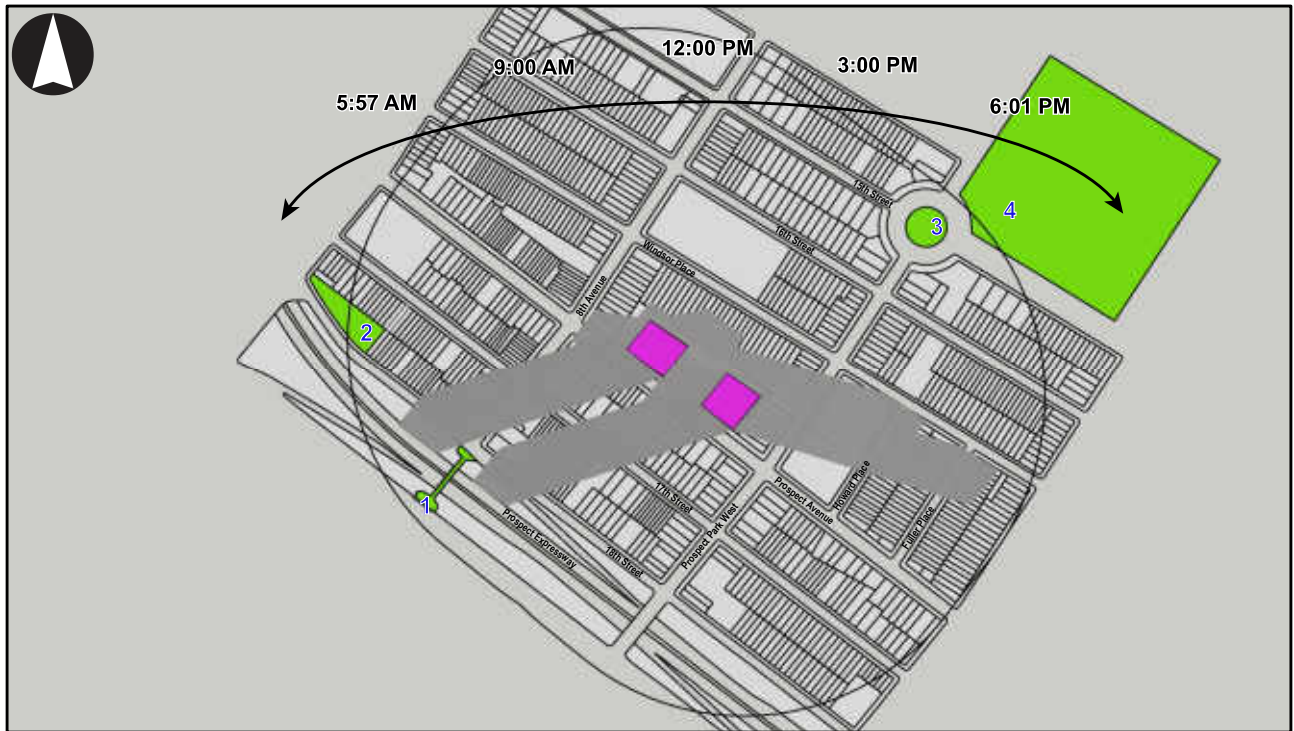 12:00 PM
9:00 AM
3:00 PM
5:57 AM
6:01 PM
15th Street
4
3
16th Street
Windsor Place
8th Avenue
2
1
17th Street
Prospect Park West
Prospect Avenue
Howard Place
Fuller Place
Prospect Expressway
18th Street